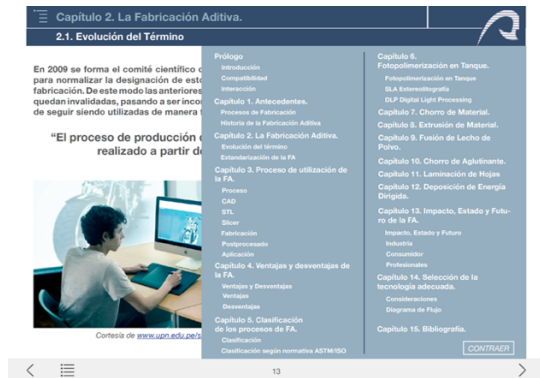 Capítulo 2. La Fabricación Aditiva.
2.1. Evolución del Término
En 2009 se forma el comité científico
para normalizar la designación de
fabricación. De este modo las anteriores
quedan invalidadas, pasando a ser
de seguir siendo utilizadas de manera
“El proceso de producción
realizado a partir
Cortesía de www.upn.edu.pe/s
Prólogo
Introducción
Compatibilidad
Interacción
Capítulo 1. Antecedentes.
Procesos de Fabricación
Historia de la Fabricación Aditiva
Capítulo 2. La Fabricación Aditiva.
Evolución del término
Estandarización de la FA
Capítulo 3. Proceso de utilización de
la FA.
Proceso
CAD
STL
Slicer
Fabricación
Postprocesado
Aplicación
Capítulo 4. Ventajas y desventajas de
la FA.
Ventajas y Desventajas
Ventajas
Desventajas
Capítulo 5. Clasificación
de los procesos de FA.
Clasificación
Clasificación según normativa ASTM/ISO
Capítulo 6.
Fotopolimerización en Tanque.
Fotopolimerización en Tanque
SLA Estereolitografía
DLP Digital Light Processing
Capítulo 7. Chorro de Material.
Capítulo 8. Extrusión de Material.
Capítulo 9. Fusión de Lecho de
Polvo.
Capítulo 10. Chorro de Aglutinante.
Capítulo 11. Laminación de Hojas
Capítulo 12. Deposición de Energía
Dirigida.
Capítulo 13. Impacto, Estado y Futu-
ro de la FA.
Impacto, Estado y Futuro
Industria
Consumidor
Profesionales
Capítulo 14. Selección de la
tecnología adecuada.
Consideraciones
Diagrama de Flujo
Capítulo 15. Bibliografía.
CONTRAER
13